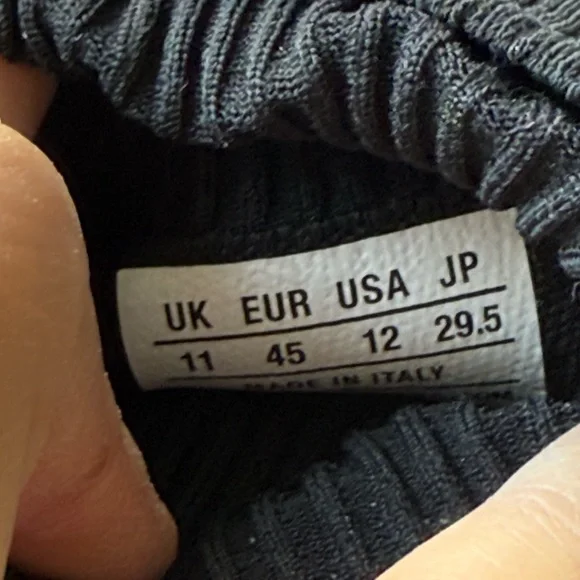 UK EUR USA JP
11 45 12 29.5
MADE IN ITALY